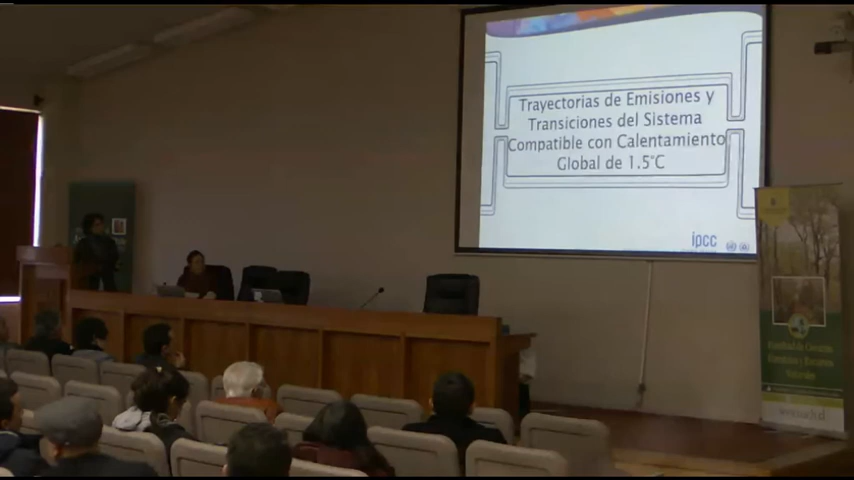 Trayectorias de Emisiones y
Transiciones del Sistema
Compatible con Calentamiento
Global de 1.5°C
ipcc